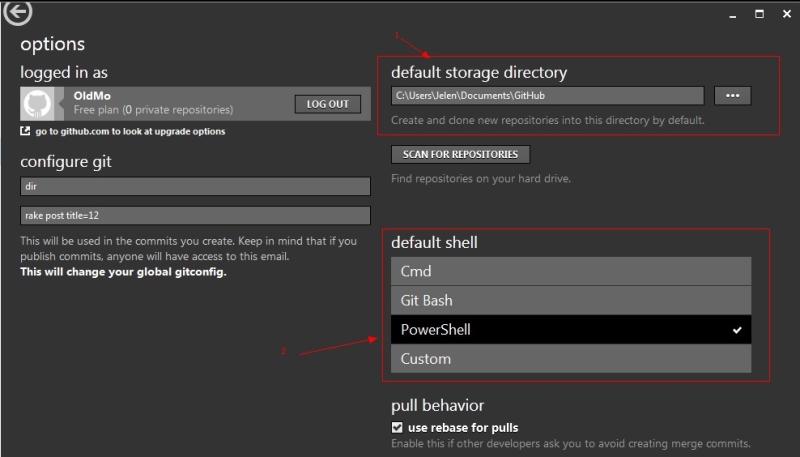 options
logged in as
OldMo
Free plan (0 private repositories)
LOG OUT
go to github.com to look at upgrade options
configure git
dir
rake post title=12
This will be used in the commits you create. Keep in mind that if you
publish commits, anyone will have access to this email.
This will change your global gitconfig.
1
default storage directory
C:\Users\Jelen\Documents\GitHub
...
Create and clone new repositories into this directory by default.
SCAN FOR REPOSITORIES
Find repositories on your hard drive.
2
default shell
Cmd
Git Bash
PowerShell
Custom
pull behavior
use rebase for pulls
Enable this if other developers ask you to avoid creating merge commits.